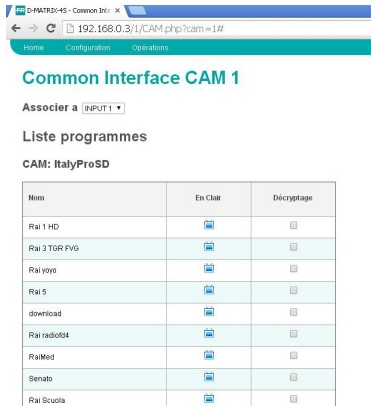 FR D-MATRIX-4S - Common Inte ×
192.168.0.3/1/CAM.php?cam=1#
Home Configuration Opérations
Common Interface CAM 1
Associer a INPUT 1
Liste programmes
CAM: ItalyProSD
Nom En Clair Décryptage
Rai 1 HD
Rai 3 TGR FVG
Rai yoyo
Rai 5
download
Rai radiofd4
RaiMed
Senato
Rai Scuola